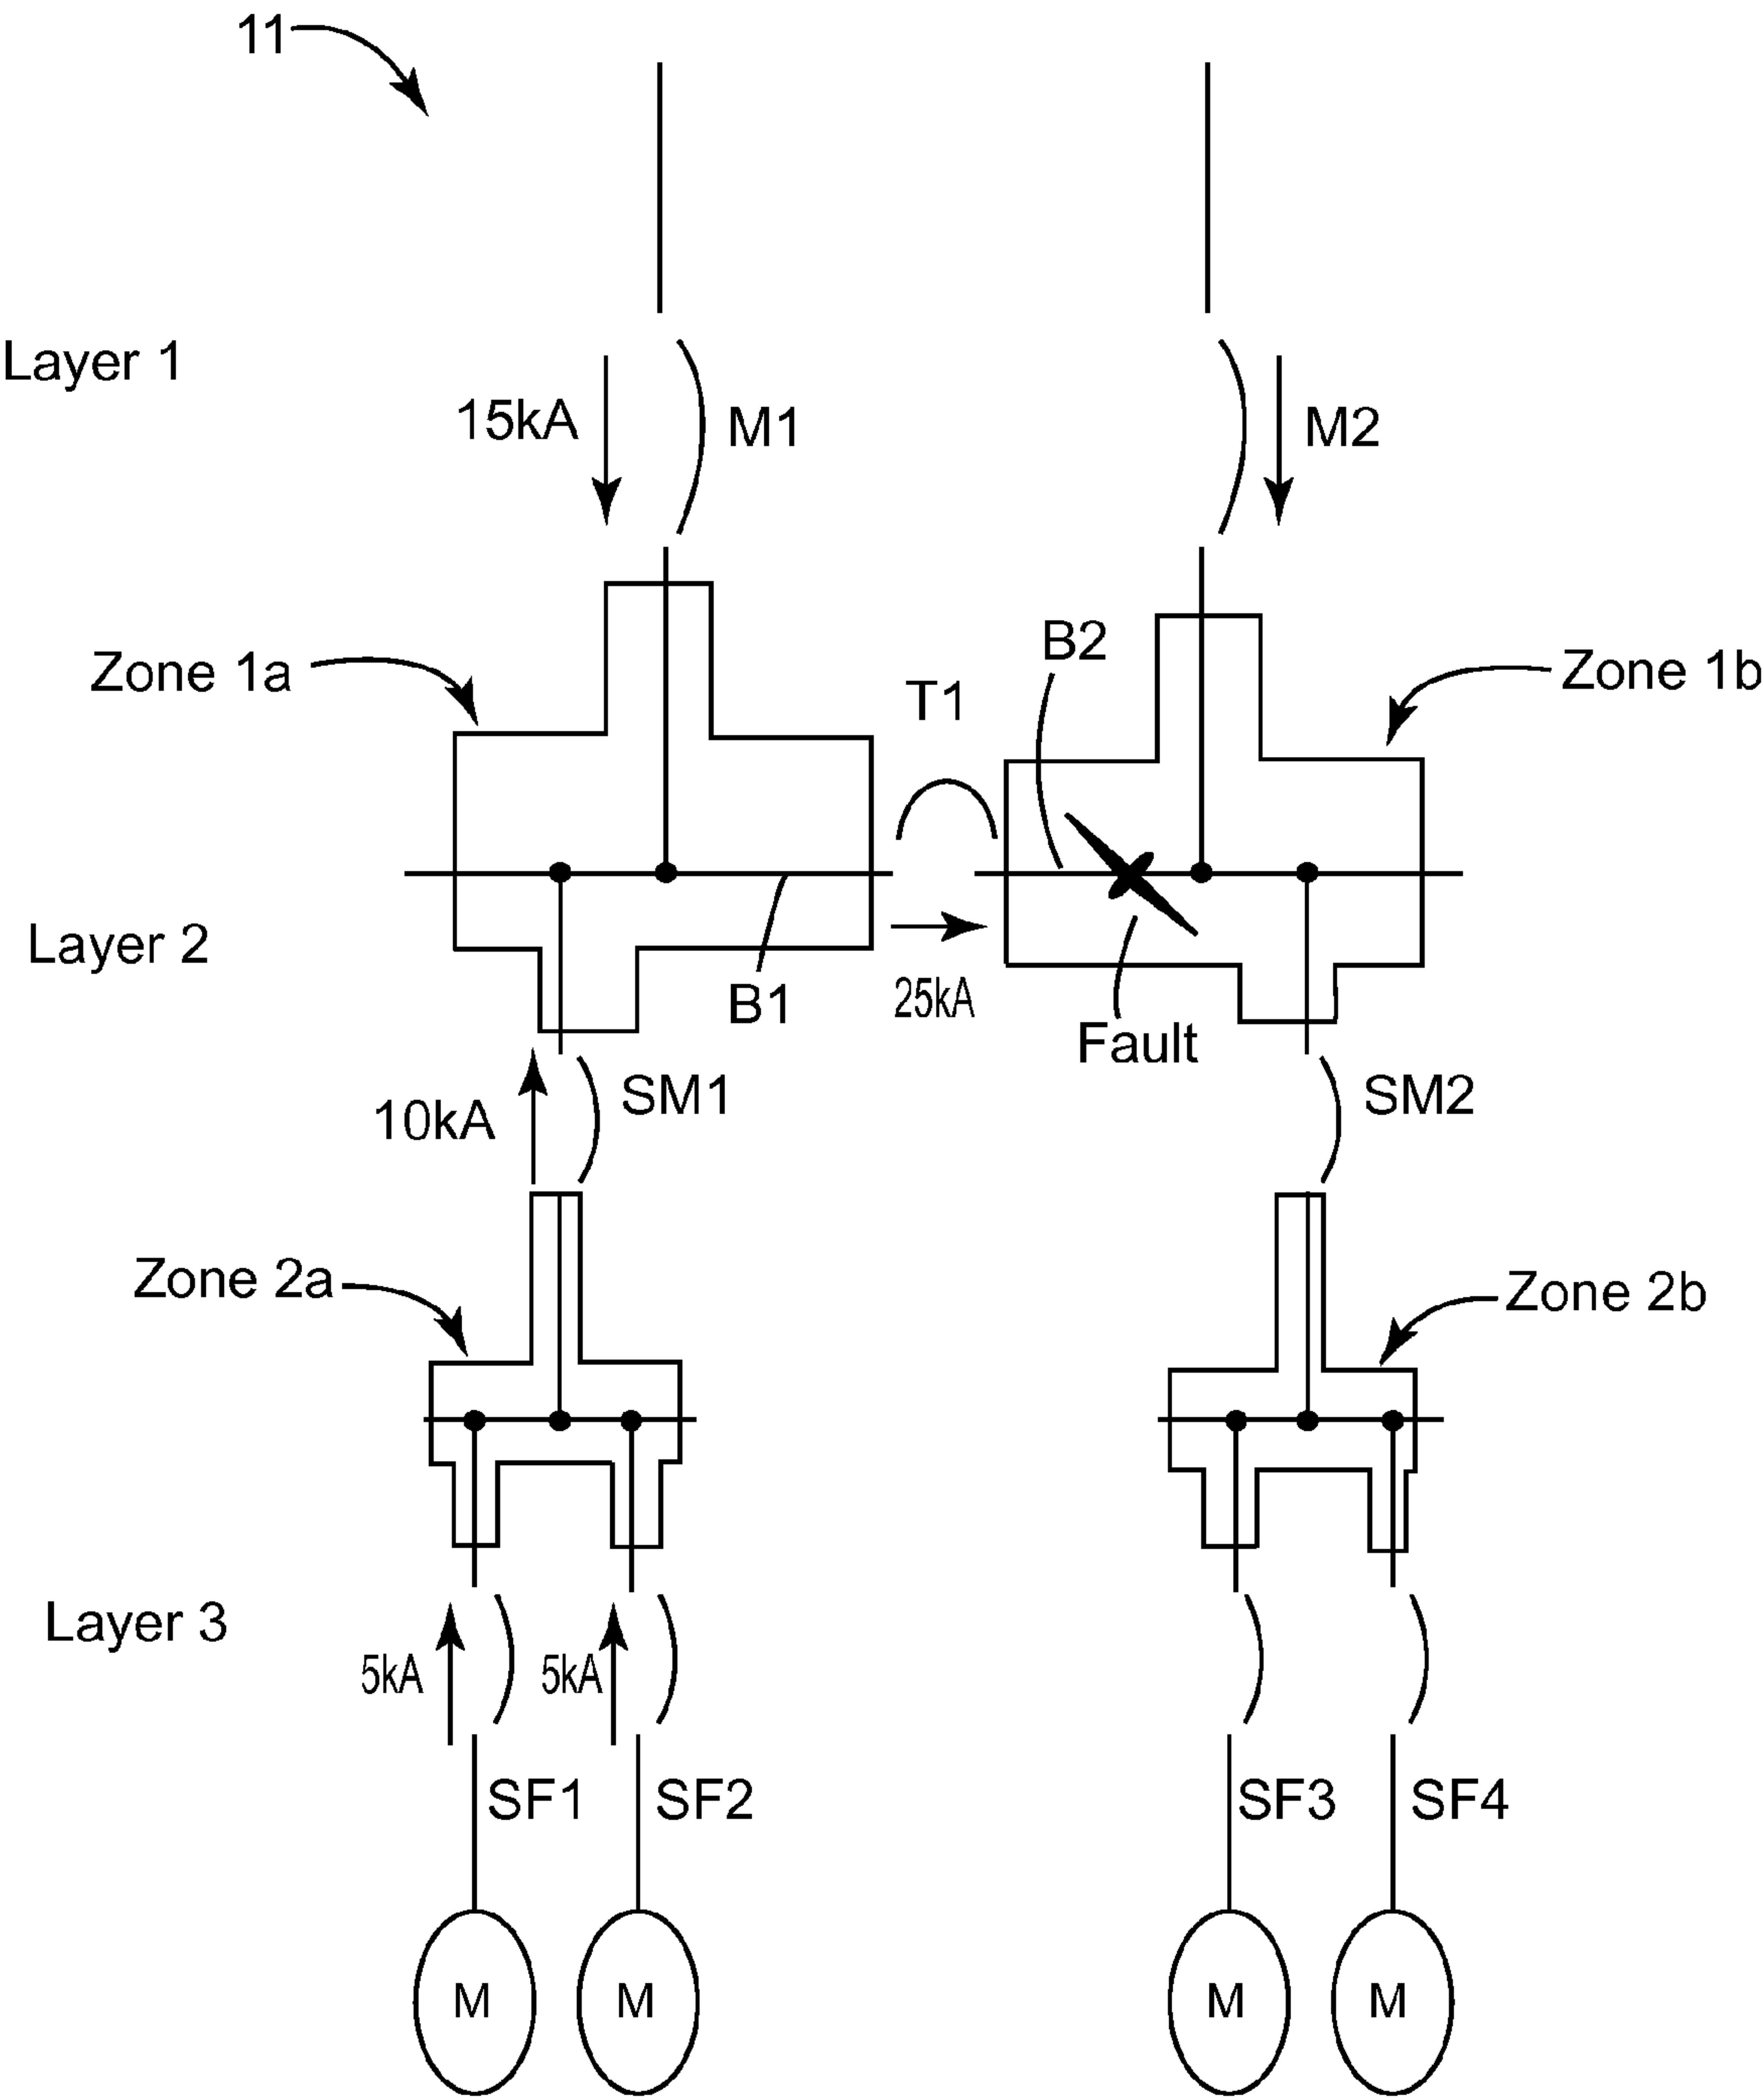 11
Layer 1
15kA
M1
M2
Zone 1a
B2
T1
Zone 1b
Layer 2
B1
25kA
Fault
10kA
SM1
SM2
Zone 2a
Zone 2b
Layer 3
5kA
5kA
SF1
SF2
SF3
SF4
M
M
M
M